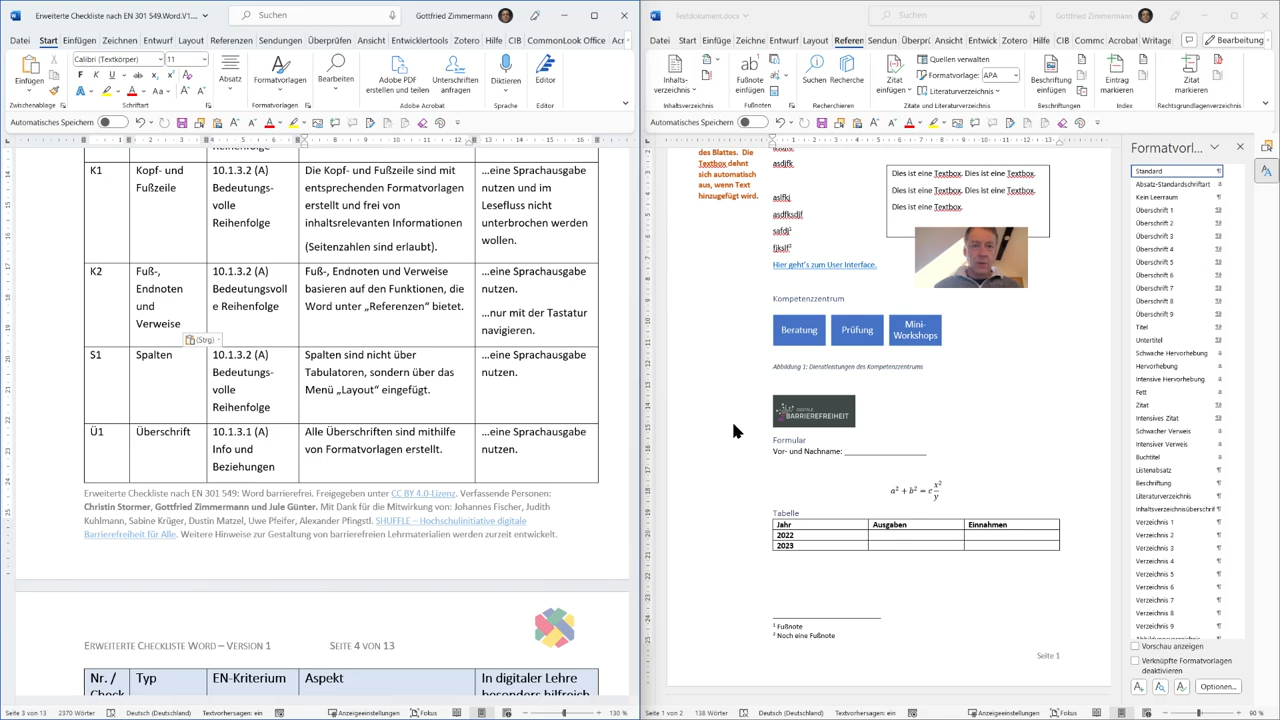 Erweiterte Checkliste nach EN 301 549.Word.V1...
Suchen
Gottfried Zimmermann
Datei Start Einfügen Zeichnen Entwurf Layout Referenzen Sendungen Überprüfen Ansicht Entwicklertools Zotero Hilfe CIB CommonLook Office
Calibri (Textkörper) 11
Einfügen
Absatz
Formatvorlagen
Bearbeitung
Adobe PDF
erstellen und teilen
Unterschriften
anfragen
Diktieren
Editor
Zwischenablage Schriftart Formatvorlagen Adobe Acrobat Sprache Editor
Automatisches Speichern
K1 Kopf- und
Fußzeile
10.1.3.2 (A)
Bedeutungs-
volle
Reihenfolge
Die Kopf- und Fußzeile sind mit
entsprechenden Formatvorlagen
erstellt und frei von
bedeutungsrelevante Informationen
(Seitenzahlen sind erlaubt).
...eine Sprachausgabe
nutzen und im
Lesefluss nicht
unterbrochen werden
wollen.
Endnoten
Verweise
10.1.3.2 (A)
Bedeutungsvoll
e Reihenfolge
Fuß-, Endnoten und Verweise
basieren auf den Funktionen, die
Word unter „Referenzen“ bietet.
...eine Sprachausgabe
nutzen.
...nur mit der Tastatur
navigieren.
S1 Spalten
10.1.3.2 (A)
Bedeutungs-
volle
Reihenfolge
Spalten sind nicht über
Tabulatoren, sondern über das
Menü „Layout“ eingefügt.
...eine Sprachausgabe
nutzen.
Ü1 Überschrift
10.1.3.1 (A)
Info und
Beziehungen
Alle Überschriften sind mithilfe
von Formatvorlagen erstellt.
...eine Sprachausgabe
nutzen.
Erweiterte Checkliste nach EN 301 549: Word barrierefrei. Freigegeben unter CC BY 4.0-Lizenz. Verfassende Personen:
Christin Stormer, Gottfried Zimmermann und Jule Günter. Mit Dank für die Mitwirkung von: Johannes Fischer, Judith
Kuhlmann, Sabine Krüger, Dustin Matzel, Uwe Pfeifer, Alexander Pfingstl. SHUFFLE – Hochschulinitiative digitale
Barrierefreiheit für Alle. Weitere Hinweise zur Gestaltung von barrierefreien Lehrmaterialien werden zurzeit entwickelt.
ERWEITERTE CHECKLISTE WORD – VERSION 1 SEITE 4 VON 13
Nr. / Typ EN-Kriterium Aspekt In digitaler Lehre
Seite 3 von 13 2370 Wörter Deutsch (Deutschland) Textvorhersagen: ein Anzeigeeinstellungen Fokus 130 %
Testdokument.docx
Suchen
Gottfried Zimmermann
Datei Start Einfüge Zeichne Entwurf Layout Referen Sendun Überprü Ansicht Entwick Zotero Hilfe CIB Commo Acrobat Writage
Bearbeitung
Inhalts-
verzeichnis
Fußnote
einfügen
Suchen
Recherche
Zitat
einfügen
Quellen verwalten
Formatvorlage: APA
Literaturverzeichnis
Beschriftung
einfügen
Eintrag
markieren
Zitat
markieren
Inhaltsverzeichnis Fußnoten Recherchieren Zitate und Literaturverzeichnis Beschriftungen Index Rechtsgrundlagenverzeichnis
Automatisches Speichern
des Blattes. Die
Textbox dehnt
sich automatisch
aus, wenn Text
hinzugefügt wird.
asdjfk
aslfkj
asdfksdjf
safdj1
fjkslf2
Hier geht's zum User Interface.
Dies ist eine Textbox. Dies ist eine Textbox.
Dies ist eine Textbox. Dies ist eine Textbox.
Dies ist eine Textbox.
Kompetenzzentrum
Beratung
Prüfung
Mini-
Workshops
Abbildung 1: Dienstleistungen des Kompetenzzentrums
DIGITALE
BARRIEREFREIHEIT
Formular
Vor- und Nachname: ____________________
a² + b² = c x²/y
Tabelle
Jahr Ausgaben Einnahmen
2022
2023
1 Fußnote
2 Noch eine Fußnote
Seite 1
Formatvorl...
Standard
Absatz-Standardschriftart
Kein Leerraum
Überschrift 1
Überschrift 2
Überschrift 3
Überschrift 4
Überschrift 5
Überschrift 6
Überschrift 7
Überschrift 8
Überschrift 9
Titel
Untertitel
Schwache Hervorhebung
Hervorhebung
Intensive Hervorhebung
Fett
Zitat
Intensives Zitat
Schwacher Verweis
Intensiver Verweis
Buchtitel
Listenabsatz
Beschriftung
Literaturverzeichnis
Inhaltsverzeichnisüberschrif
Verzeichnis 1
Verzeichnis 2
Verzeichnis 3
Verzeichnis 4
Verzeichnis 5
Verzeichnis 6
Verzeichnis 7
Verzeichnis 8
Verzeichnis 9
Vorschau anzeigen
Verknüpfte Formatvorlagen
deaktivieren
Optionen...
Seite 1 von 2 138 Wörter Deutsch (Deutschland) Textvorhersagen: ein Anzeigeeinstellungen Fokus 90 %